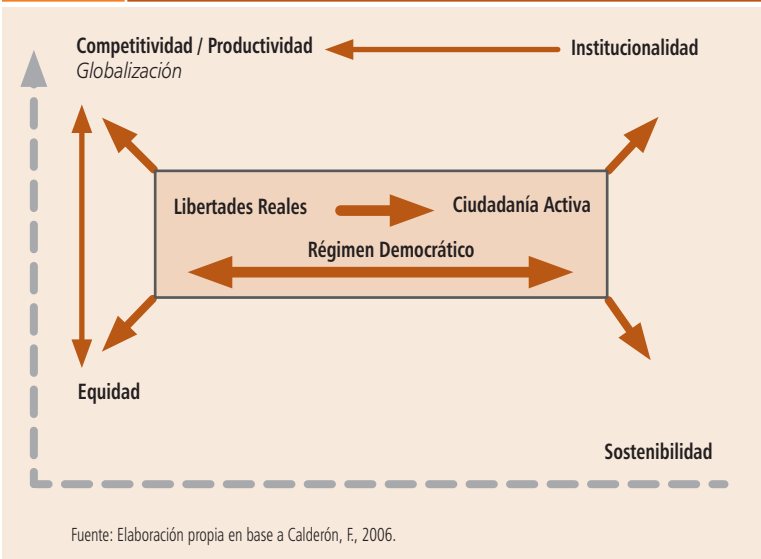 Competitividad / Productividad
Globalización
Institucionalidad
Libertades Reales
Ciudadanía Activa
Régimen Democrático
Equidad
Sostenibilidad
Fuente: Elaboración propia en base a Calderón, F., 2006.